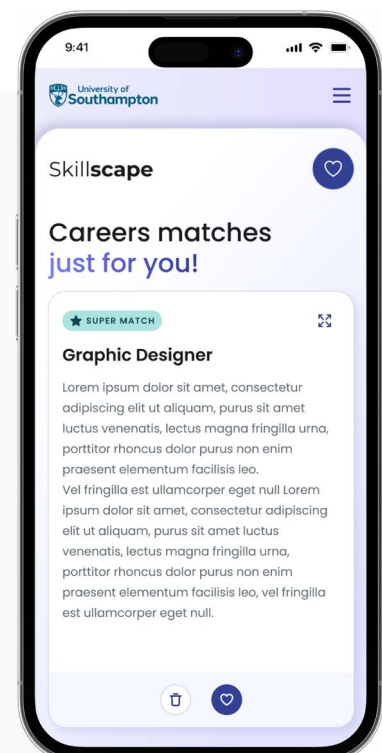 9:41
University of
Southampton
Skillscape
Careers matches
just for you!
SUPER MATCH
Graphic Designer
Lorem ipsum dolor sit amet, consectetur
adipiscing elit ut aliquam, purus sit amet
luctus venenatis, lectus magna fringilla urna,
porttitor rhoncus dolor purus non enim
praesent elementum facilisis leo.
Vel fringilla est ullamcorper eget null Lorem
ipsum dolor sit amet, consectetur adipiscing
elit ut aliquam, purus sit amet luctus
venenatis, lectus magna fringilla urna,
porttitor rhoncus dolor purus non enim
praesent elementum facilisis leo, vel fringilla
est ullamcorper eget null.